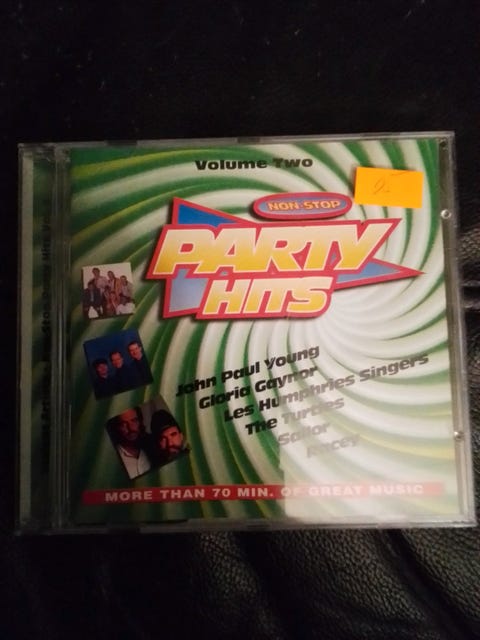 Volume Two
NON-STOP
PARTY
HITS
John Paul Young
Gloria Gaynor
Les Humphries Singers
The Turtles
Sailor
Racey
MORE THAN 70 MIN. OF GREAT MUSIC